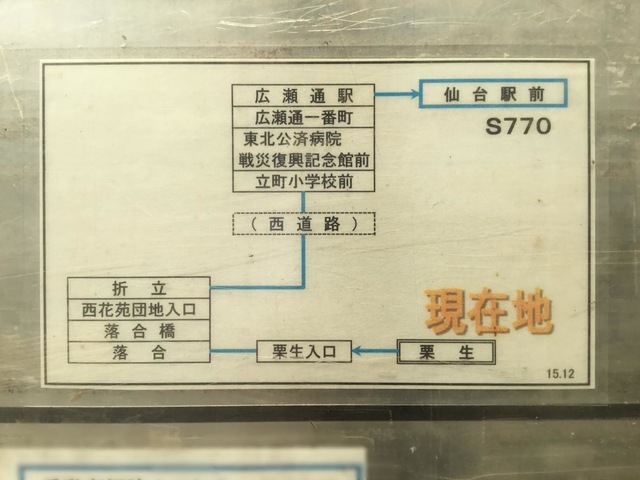 広瀬通駅
仙台駅前
広瀬通一番町
S770
東北公済病院
戦災復興記念館前
立町小学校前
(西道路)
折立
西花苑団地入口
現在地
落合橋
落合
栗生入口
栗生
15.12